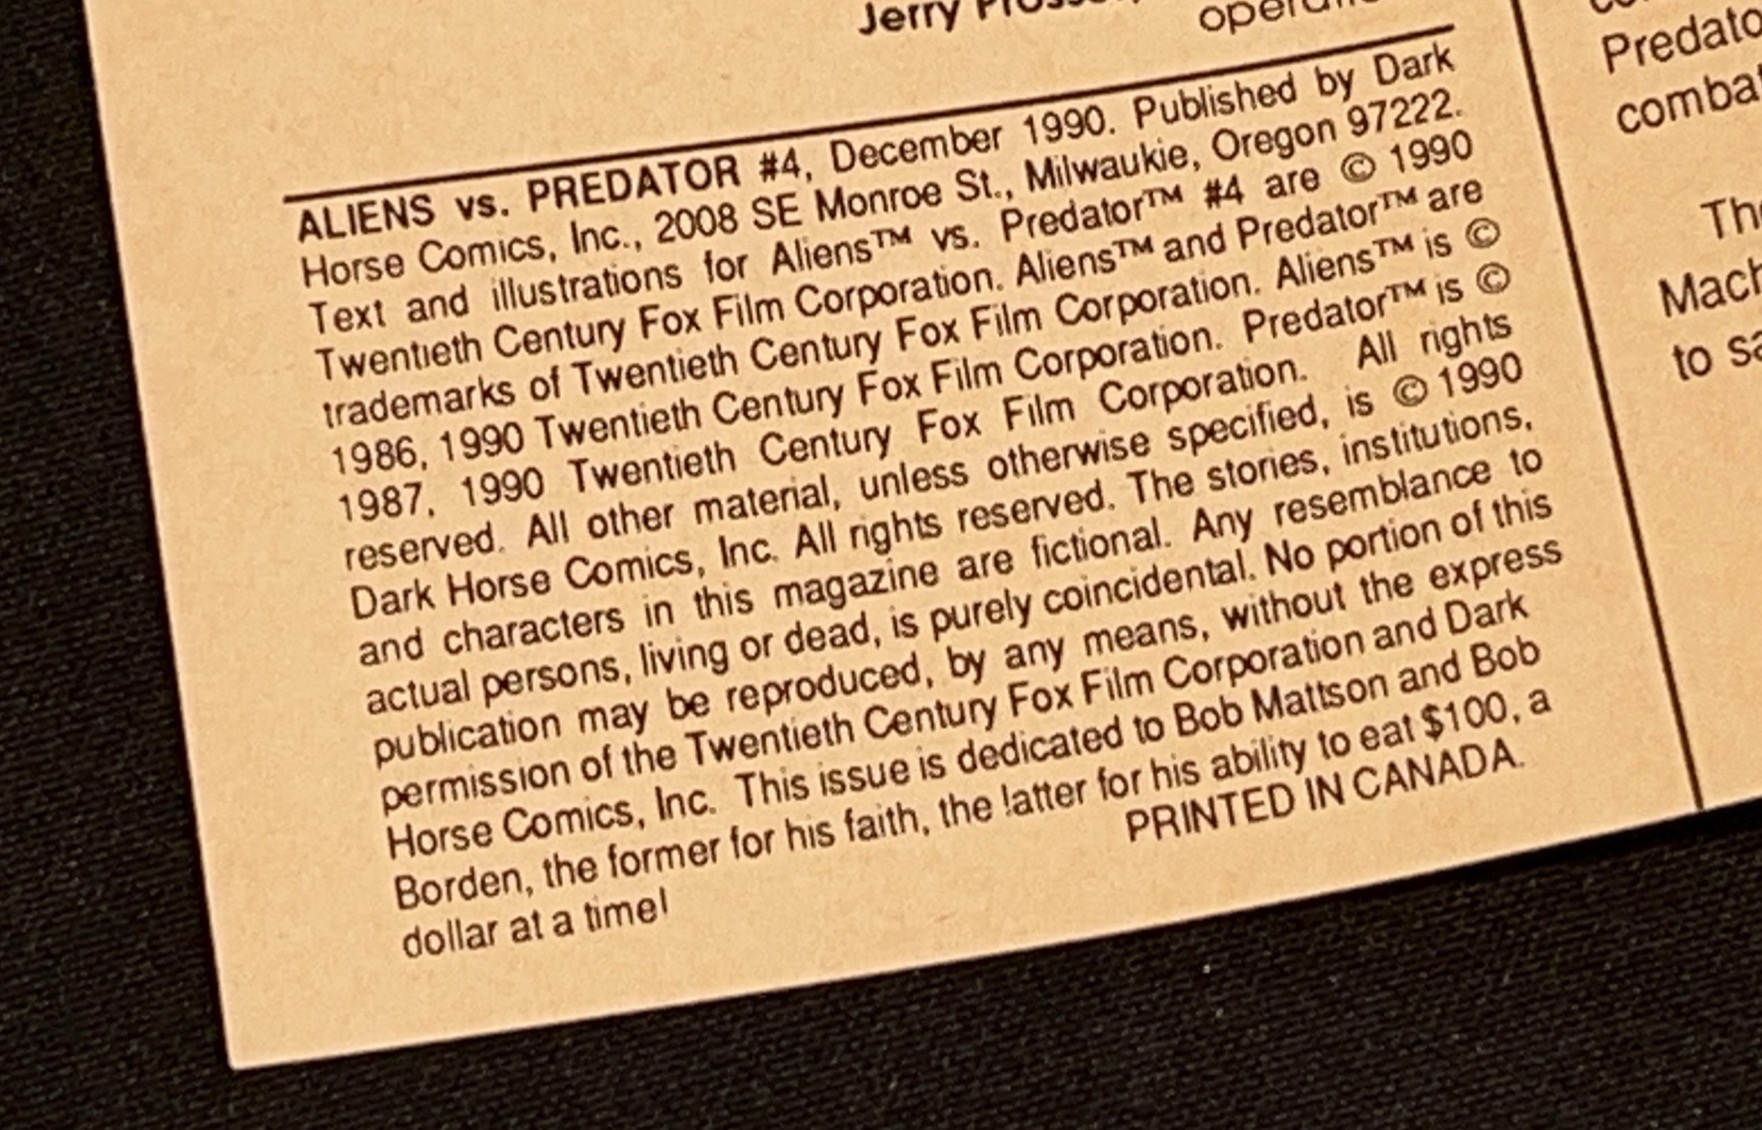 Jerry
ALIENS vs. PREDATOR #4, December 1990. Published by Dark
Horse Comics, Inc., 2008 SE Monroe St., Milwaukie, Oregon 97222.
Text and illustrations for Aliens™ vs. Predator™ #4 are © 1990
Twentieth Century Fox Film Corporation. Aliens™ and Predator™ are
trademarks of Twentieth Century Fox Film Corporation. Aliens™ is ©
1986, 1990 Twentieth Century Fox Film Corporation. Predator™ is ©
1987, 1990 Twentieth Century Fox Film Corporation. All rights
reserved. All other material, unless otherwise specified, is © 1990
Dark Horse Comics, Inc. All rights reserved. The stories, institutions,
and characters in this magazine are fictional. Any resemblance to
actual persons, living or dead, is purely coincidental. No portion of this
publication may be reproduced, by any means, without the express
permission of the Twentieth Century Fox Film Corporation and Dark
Horse Comics, Inc. This issue is dedicated to Bob Mattson and Bob
Borden, the former for his faith, the latter for his ability to eat $100, a
dollar at a time!
PRINTED IN CANADA.
Predato
comba
Th
Mach
to sa